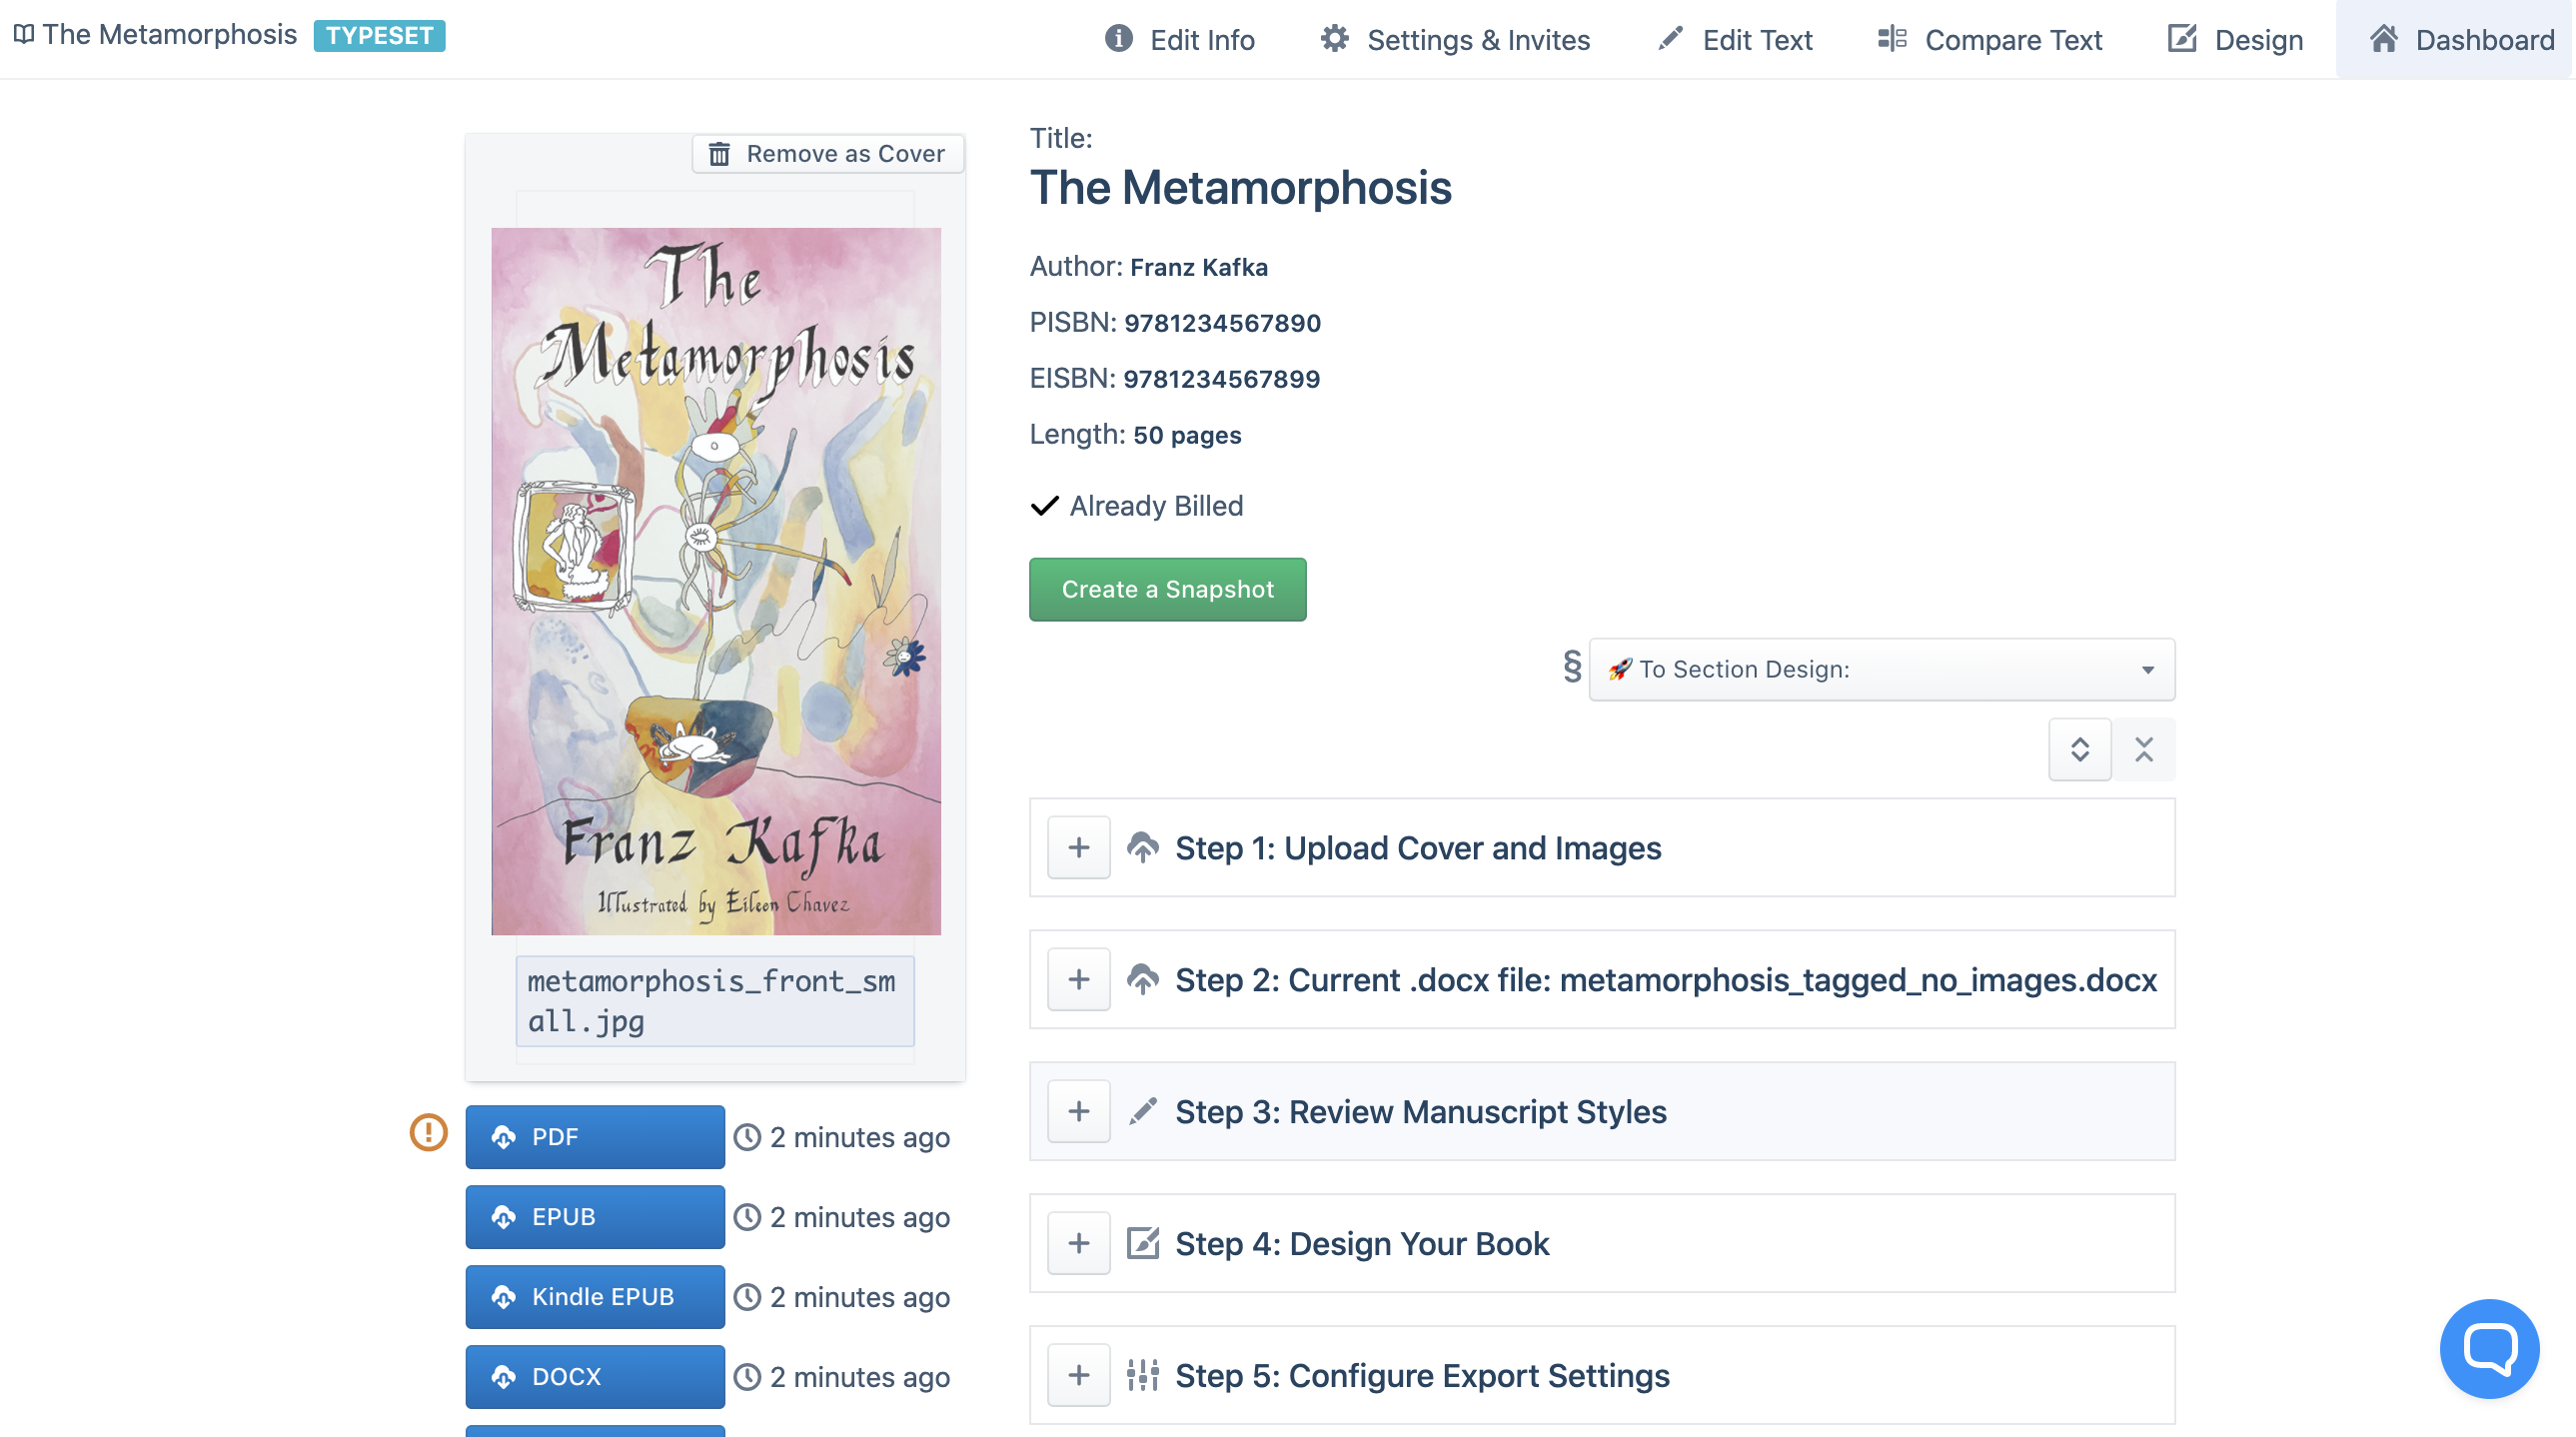 The Metamorphosis TYPESET
Edit Info
Settings & Invites
Edit Text
Compare Text
Design
Dashboard
Remove as Cover
The
Metamorphosis
Franz Kafka
Illustrated by Eileen Chavez
metamorphosis_front_sm
all.jpg
PDF 2 minutes ago
EPUB 2 minutes ago
Kindle EPUB 2 minutes ago
DOCX 2 minutes ago
Title:
The Metamorphosis
Author: Franz Kafka
PISBN: 9781234567890
EISBN: 9781234567899
Length: 50 pages
Already Billed
Create a Snapshot
§ 🚀 To Section Design:
Step 1: Upload Cover and Images
Step 2: Current .docx file: metamorphosis_tagged_no_images.docx
Step 3: Review Manuscript Styles
Step 4: Design Your Book
Step 5: Configure Export Settings